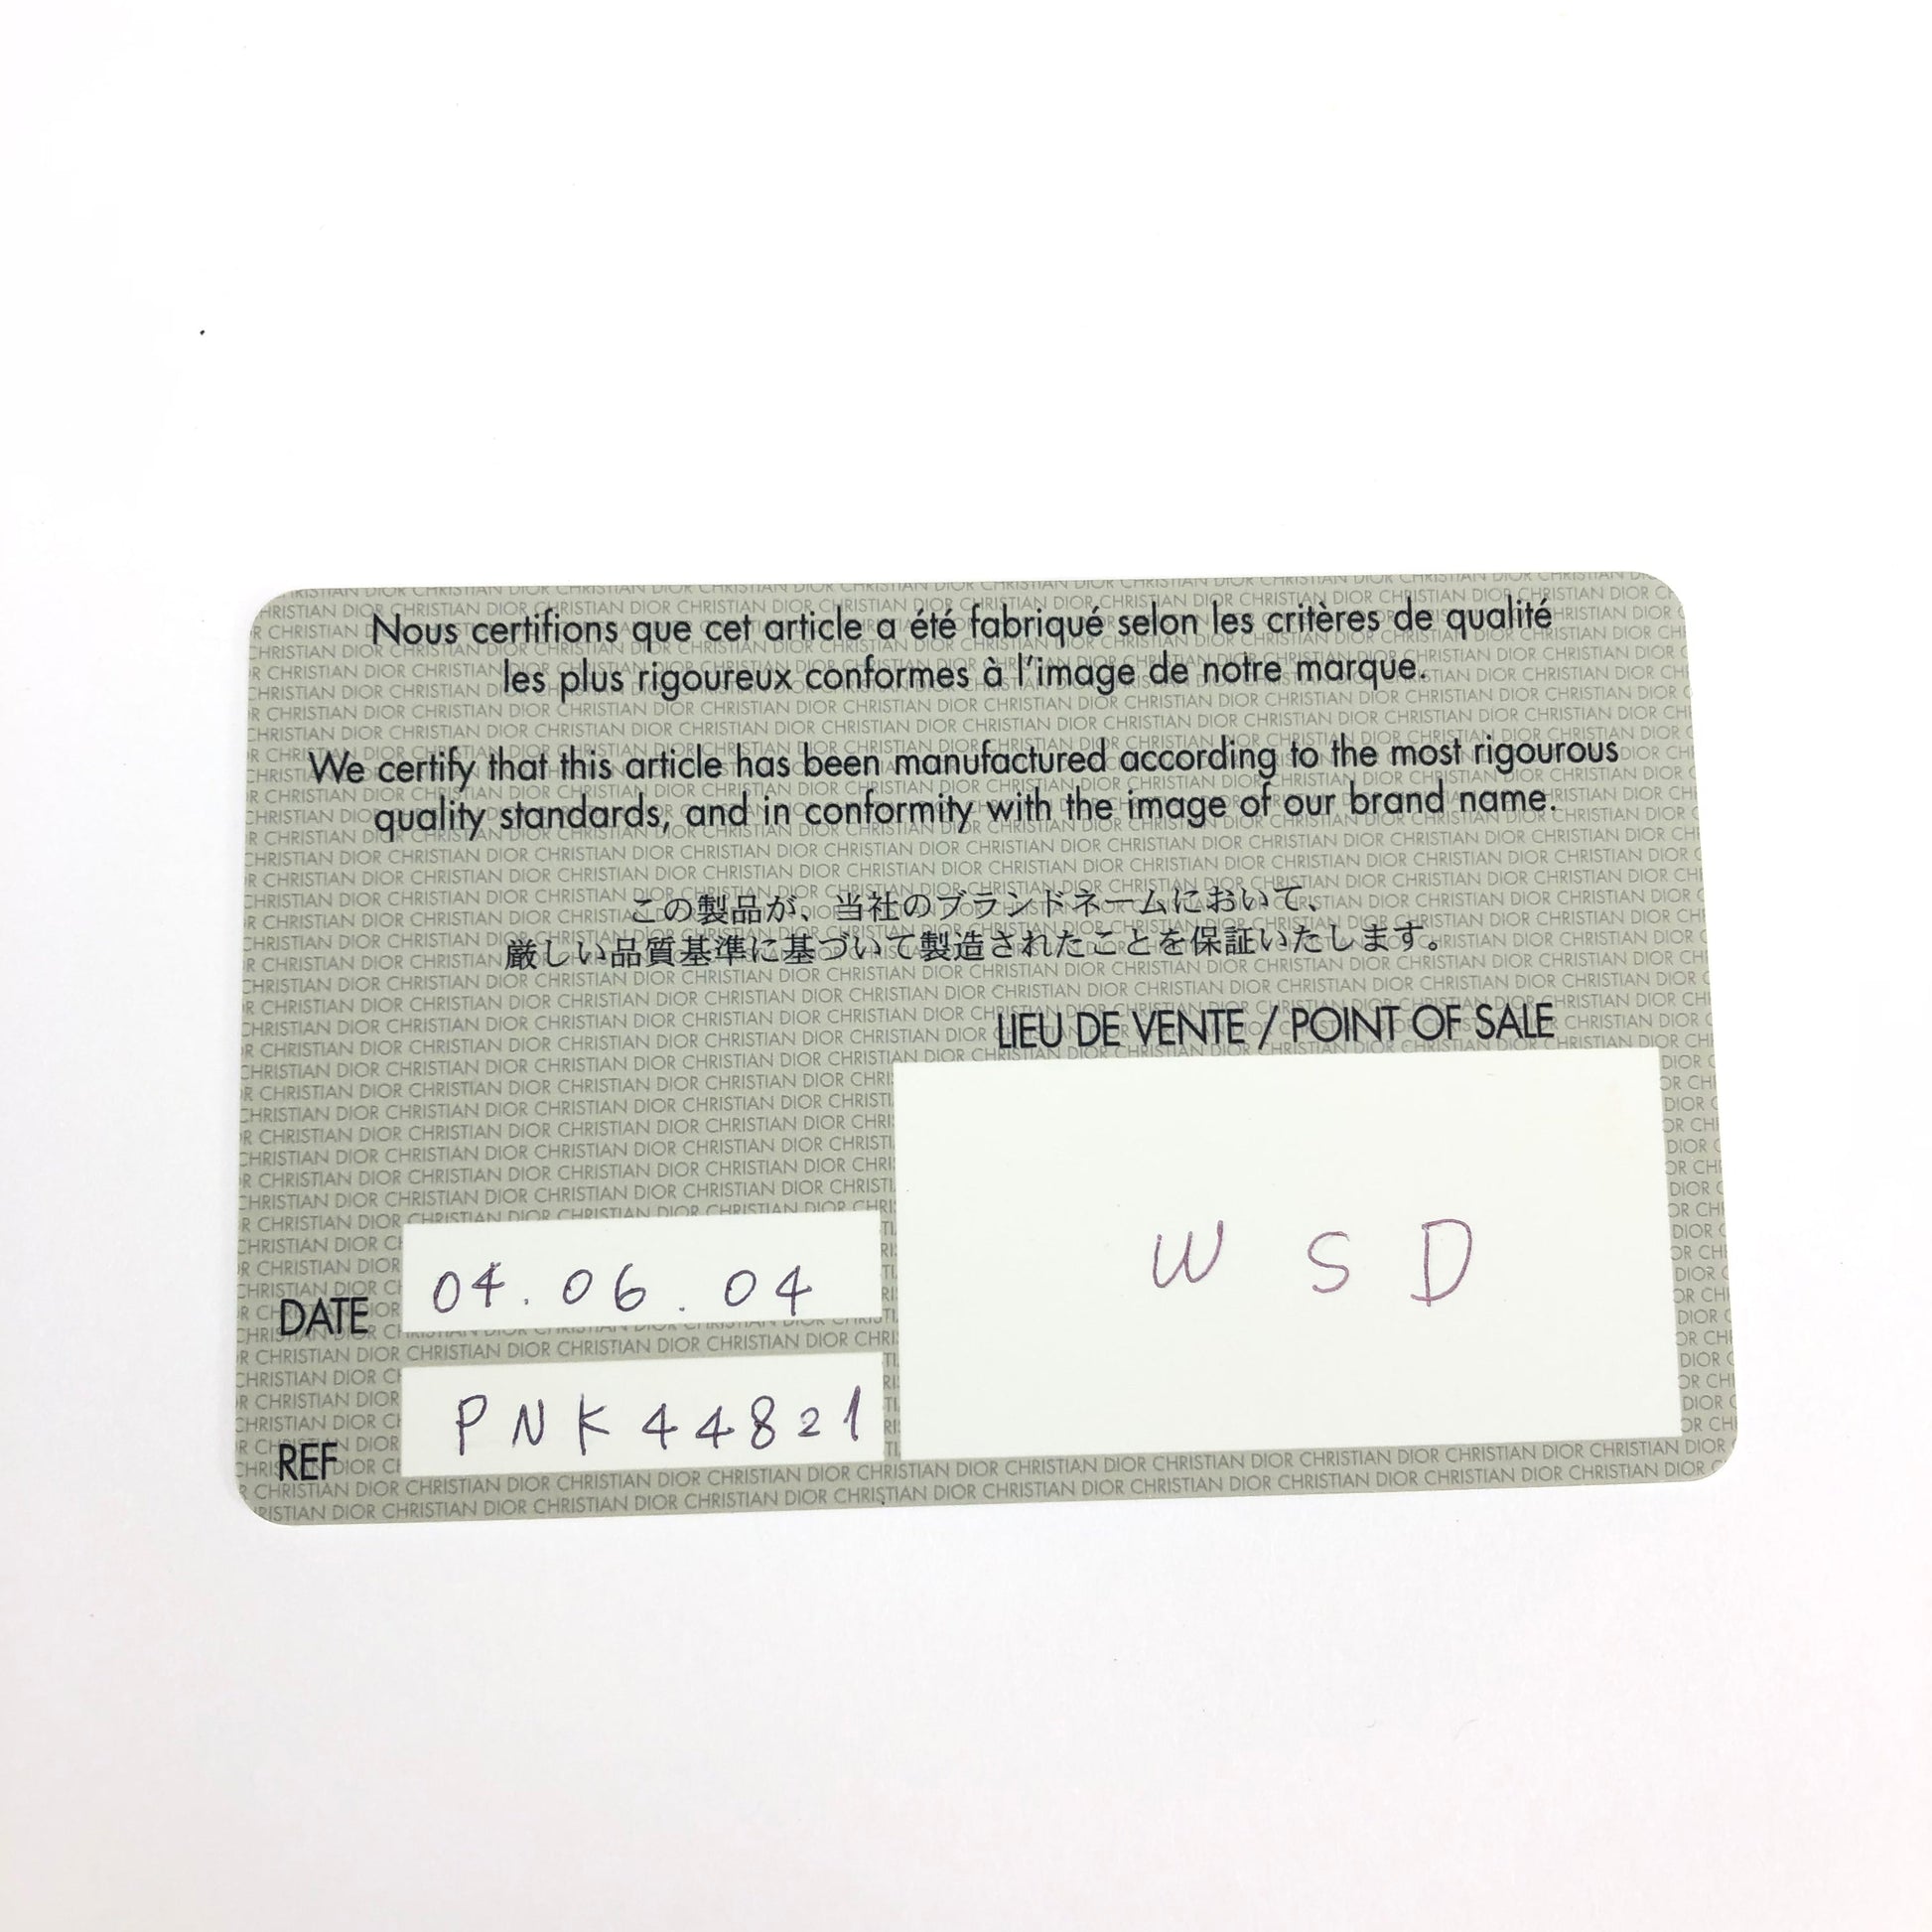 Nous certifions que cet article a été fabriqué selon les critères de qualité
les plus rigoureux conformes à l'image de notre marque.
We certify that this article has been manufactured according to the most rigourous
quality standards, and in conformity with the image of our brand name.
この製品が、当社のブランドネームにおいて、
厳しい品質基準に基づいて製造されたことを保証いたします。
LIEU DE VENTE / POINT OF SALE
W S D
DATE 04.06.04
REF PNK44821